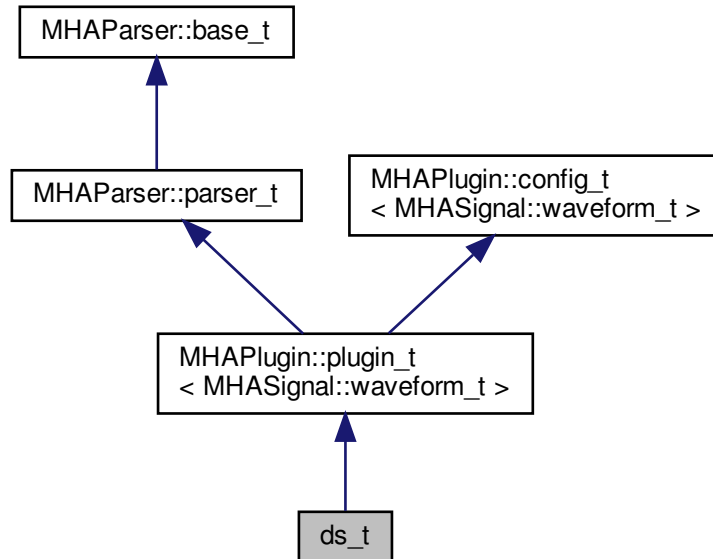 MHAParser::base_t
MHAParser::parser_t
MHAPlugin::config_t
< MHASignal::waveform_t >
MHAPlugin::plugin_t
< MHASignal::waveform_t >
ds_t